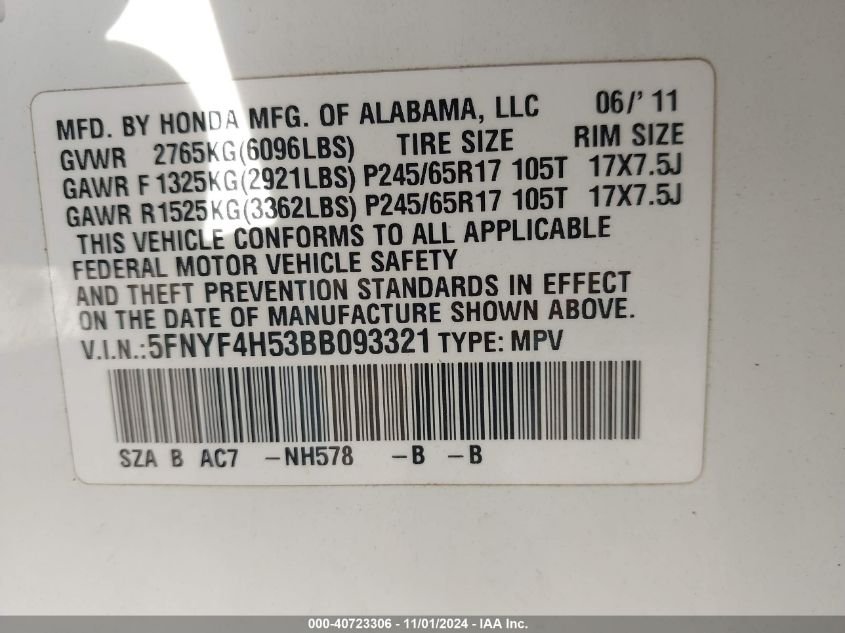 MFD. BY HONDA MFG. OF ALABAMA, LLC 06/'11
GVWR 2765KG(6096LBS) TIRE SIZE RIM SIZE
GAWR F1325KG(2921LBS) P245/65R17 105T 17X7.5J
GAWR R1525KG(3362LBS) P245/65R17 105T 17X7.5J
THIS VEHICLE CONFORMS TO ALL APPLICABLE
FEDERAL MOTOR VEHICLE SAFETY
AND THEFT PREVENTION STANDARDS IN EFFECT
ON THE DATE OF MANUFACTURE SHOWN ABOVE.
V.I.N.:5FNYF4H53BB093321 TYPE: MPV
SZA B AC7 -NH578 -B -B
000-40723306 - 11/01/2024 - IAA Inc.